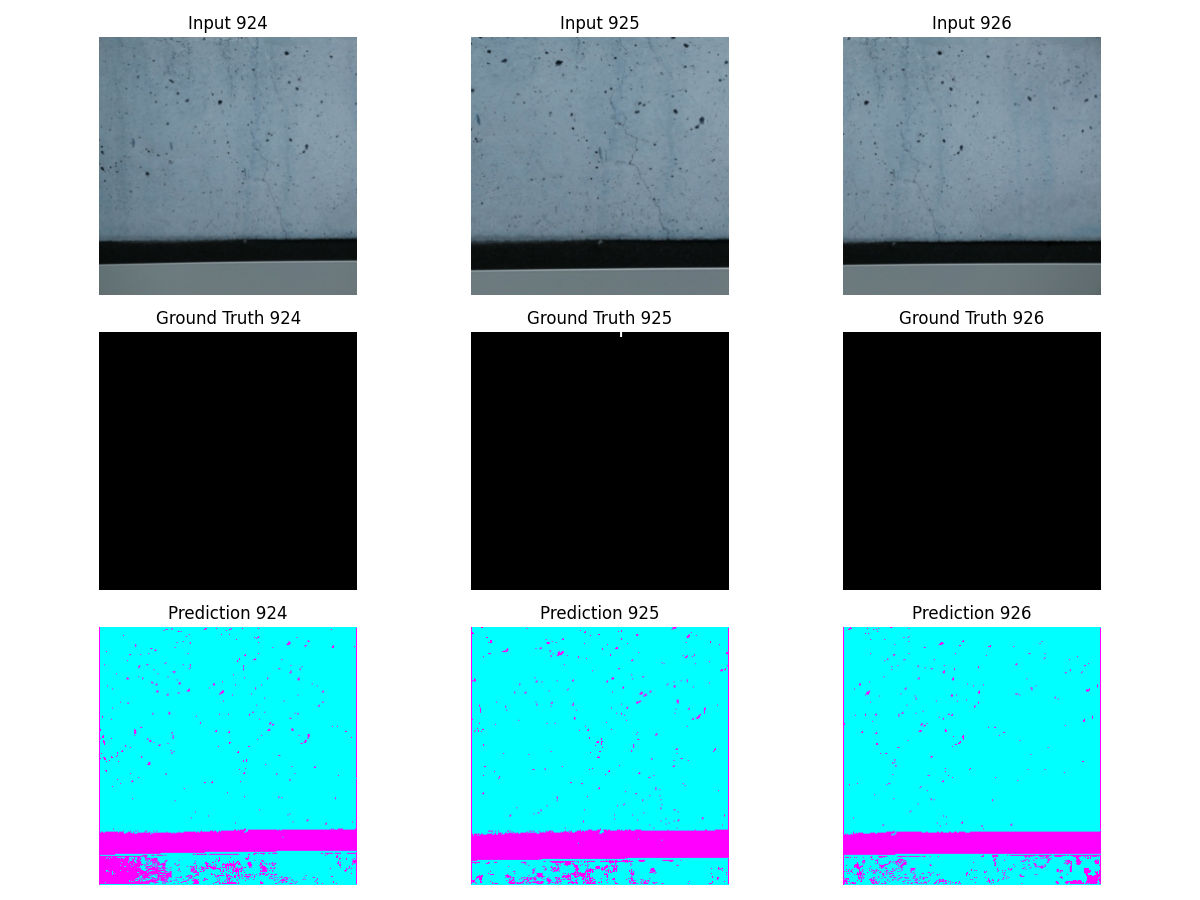 Input 924
Input 925
Input 926
Ground Truth 924
Ground Truth 925
Ground Truth 926
Prediction 924
Prediction 925
Prediction 926